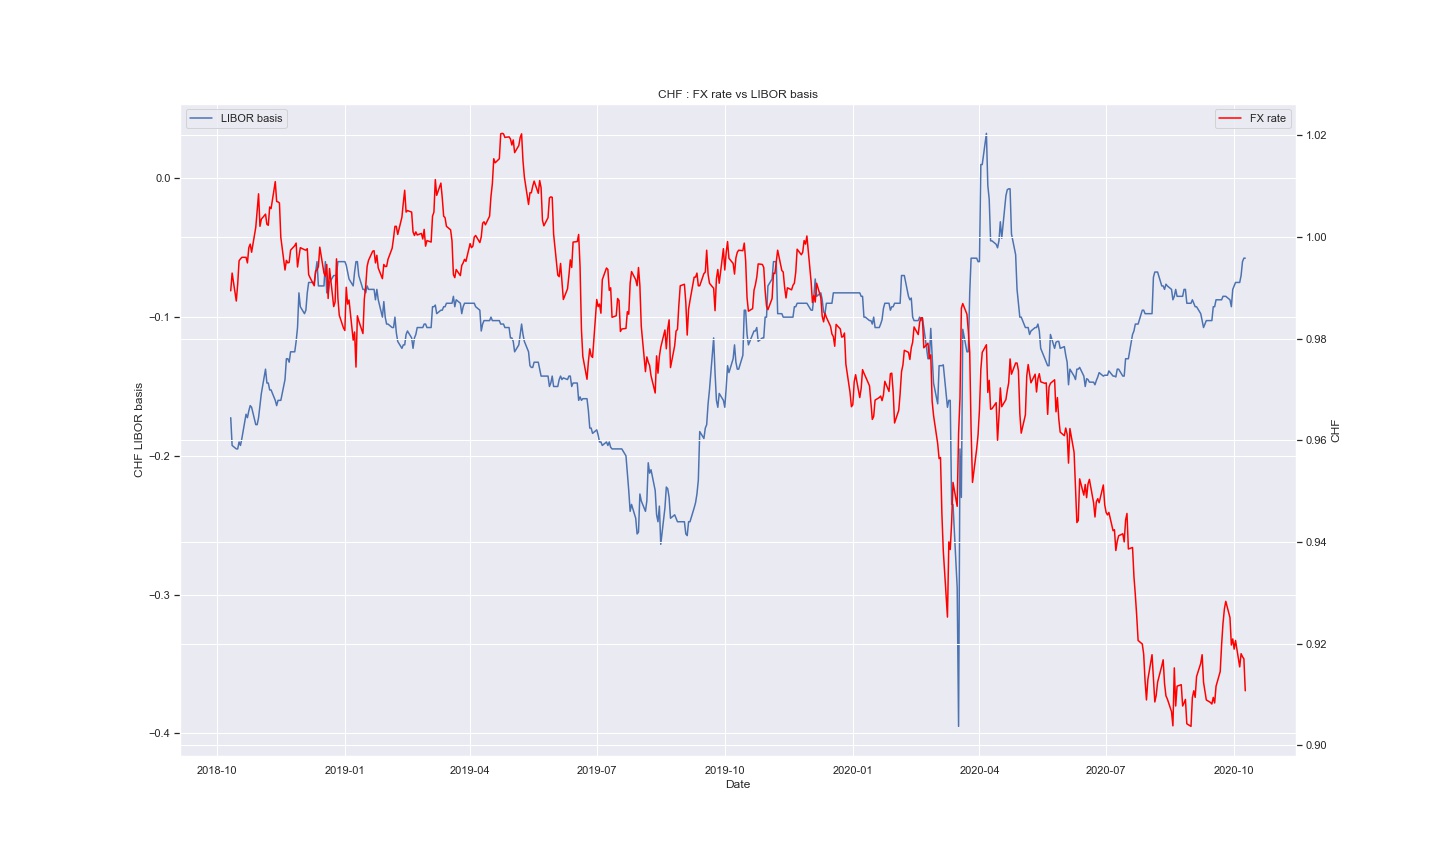 CHF : FX rate vs LIBOR basis
LIBOR basis
FX rate
0.0
−0.1
−0.2
−0.3
−0.4
CHF LIBOR basis
1.02
1.00
0.98
0.96
0.94
0.92
0.90
CHF
2018-10 2019-01 2019-04 2019-07 2019-10 2020-01 2020-04 2020-07 2020-10
Date